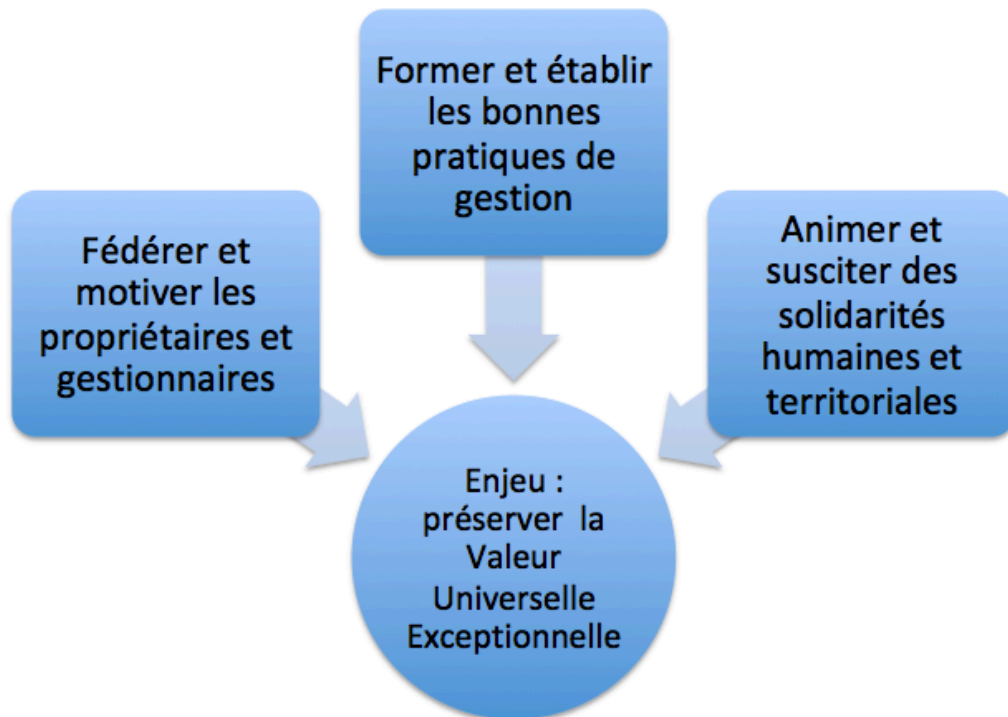 Former et établir
les bonnes
pratiques de
gestion
Fédérer et
motiver les
propriétaires et
gestionnaires
Animer et
susciter des
solidarités
humaines et
territoriales
Enjeu :
préserver la
Valeur
Universelle
Exceptionnelle